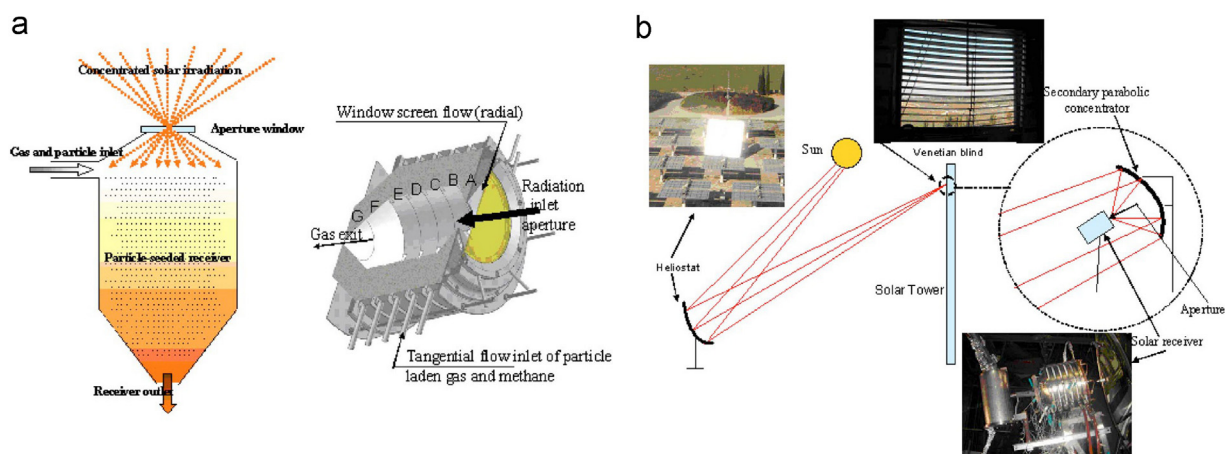 a
Concentrated solar irradiation
Aperture window
Gas and particle inlet
Particle-seeded receiver
Receiver outlet
Window screen flow (radial)
G F E D C B A
Radiation
inlet
aperture
Gas exit
Tangential flow inlet of particle
laden gas and methane
b
Sun
Heliostat
Venetian blind
Solar Tower
Secondary parabolic
concentrator
Aperture
Solar receiver